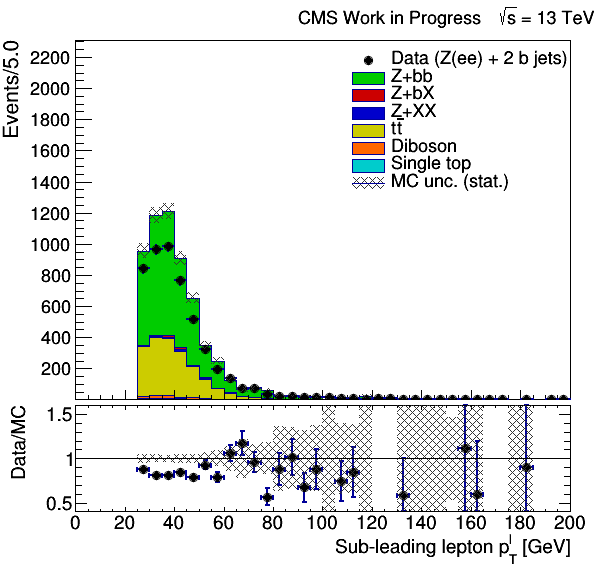 CMS Work in Progress √s = 13 TeV
Events/5.0
2200
2000
1800
1600
1400
1200
1000
800
600
400
200
Data (Z(ee) + 2 b jets)
Z+bb
Z+bX
Z+XX
tt̅
Diboson
Single top
MC unc. (stat.)
Data/MC
1.5
1
0.5
0 20 40 60 80 100 120 140 160 180 200
Sub-leading lepton p_T^l [GeV]